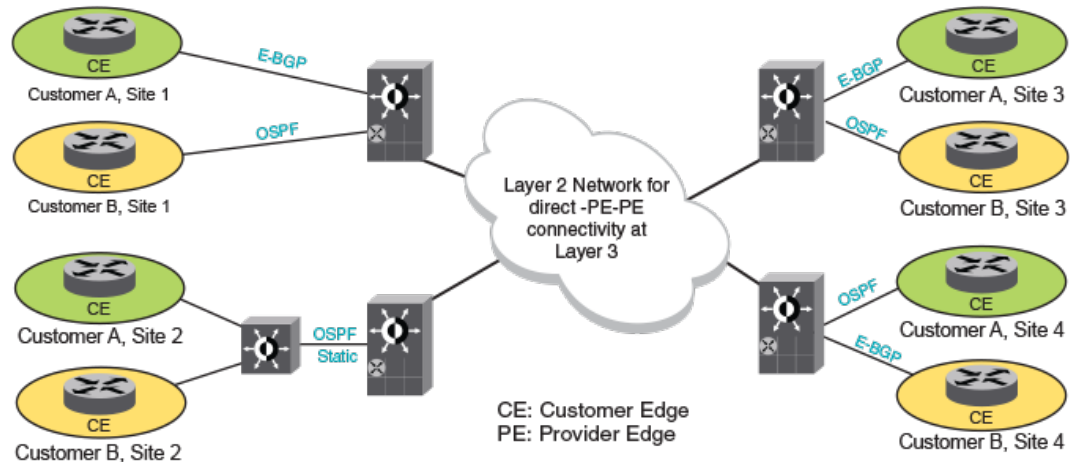 CE
E-BGP
Customer A, Site 1
OSPF
CE
Customer B, Site 1
CE
Customer A, Site 2
OSPF
Static
CE
Customer B, Site 2
Layer 2 Network for
direct -PE-PE
connectivity at
Layer 3
CE
E-BGP
Customer A, Site 3
OSPF
CE
Customer B, Site 3
CE
OSPF
Customer A, Site 4
E-BGP
CE
Customer B, Site 4
CE: Customer Edge
PE: Provider Edge